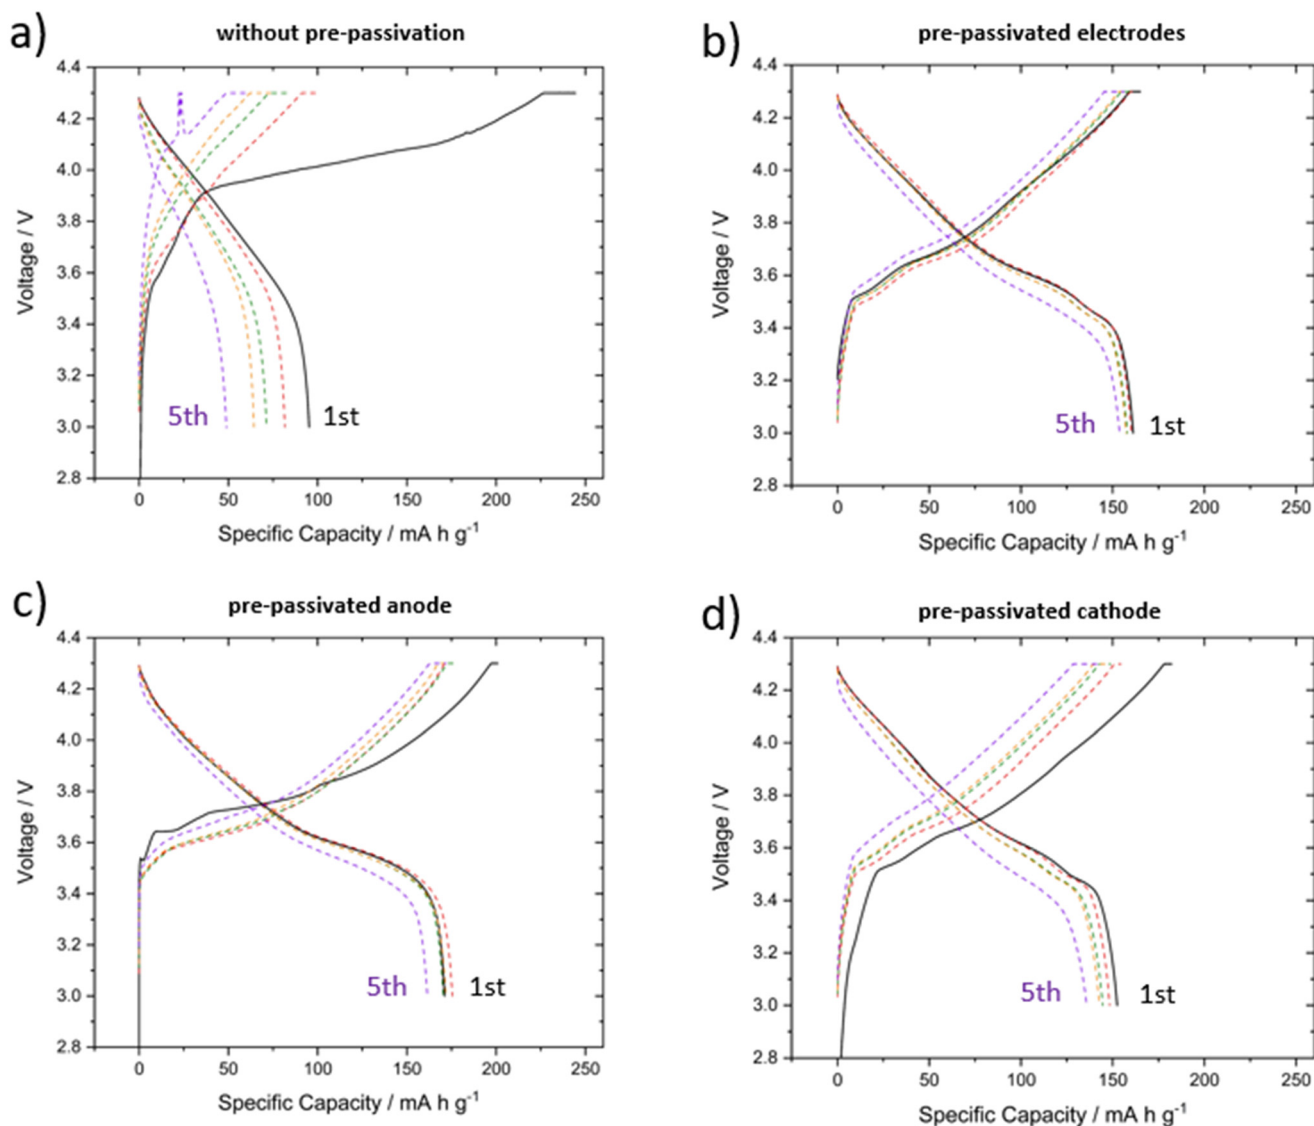 a)
without pre-passivation
4.4
4.2
4.0
3.8
3.6
3.4
3.2
3.0
2.8
Voltage / V
5th
1st
0 50 100 150 200 250
Specific Capacity / mA h g⁻¹
b)
pre-passivated electrodes
4.4
4.2
4.0
3.8
3.6
3.4
3.2
3.0
2.8
Voltage / V
5th
1st
0 50 100 150 200 250
Specific Capacity / mA h g⁻¹
c)
pre-passivated anode
4.4
4.2
4.0
3.8
3.6
3.4
3.2
3.0
2.8
Voltage / V
5th
1st
0 50 100 150 200 250
Specific Capacity / mA h g⁻¹
d)
pre-passivated cathode
4.4
4.2
4.0
3.8
3.6
3.4
3.2
3.0
2.8
Voltage / V
5th
1st
0 50 100 150 200 250
Specific Capacity / mA h g⁻¹